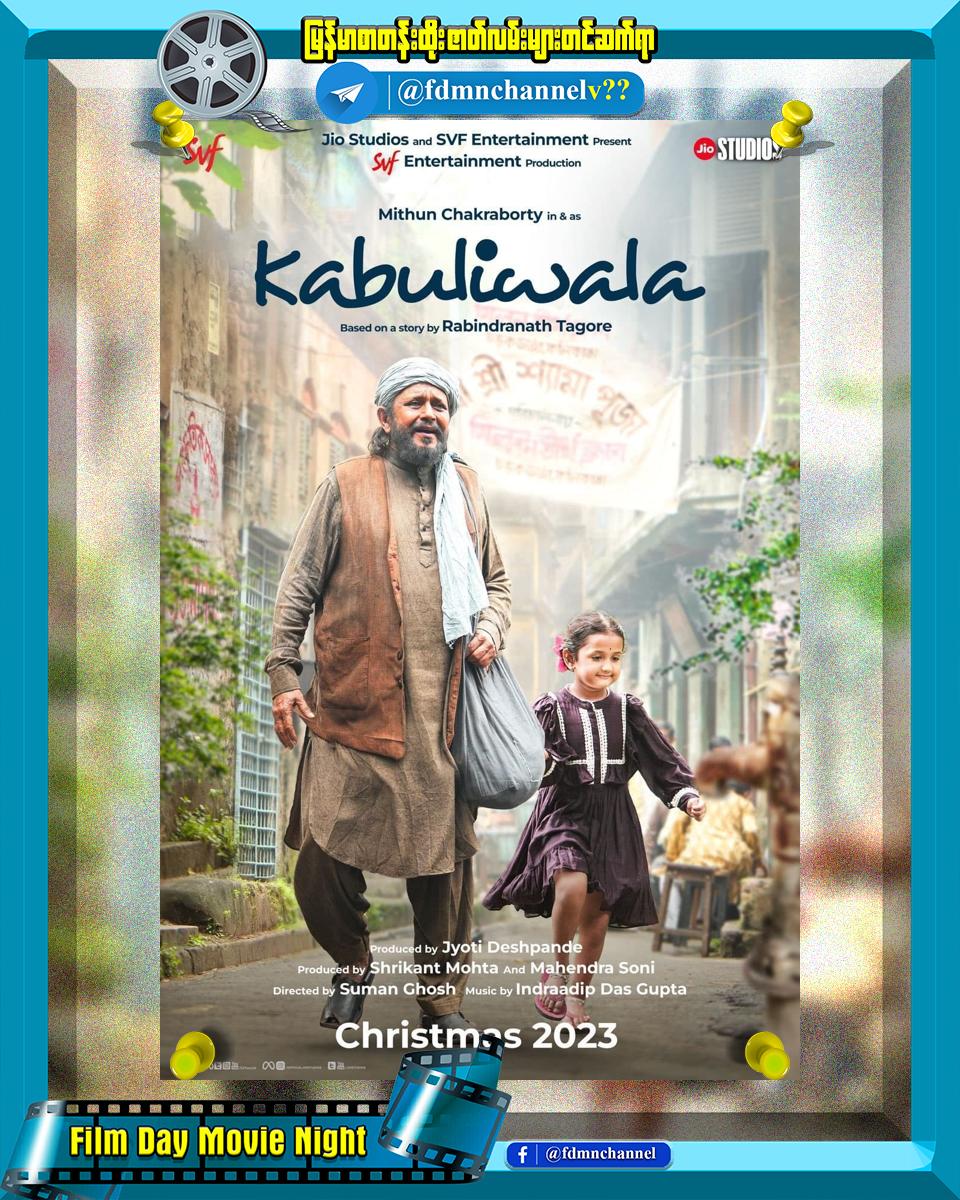 မြန်မာစာတန်းထိုးဇာတ်လမ်းများတင်ဆက်ရာ
@fdmnchannelv??
svf
Jio STUDIOS
Jio Studios and SVF Entertainment Present
svf Entertainment Production
Mithun Chakraborty in & as
Kabuliwala
Based on a story by Rabindranath Tagore
শ্রী শ্যামা পূজা
Produced by Jyoti Deshpande
Produced by Shrikant Mohta And Mahendra Soni
Directed by Suman Ghosh Music by Indraadip Das Gupta
Christmas 2023
Film Day Movie Night
f @fdmnchannel